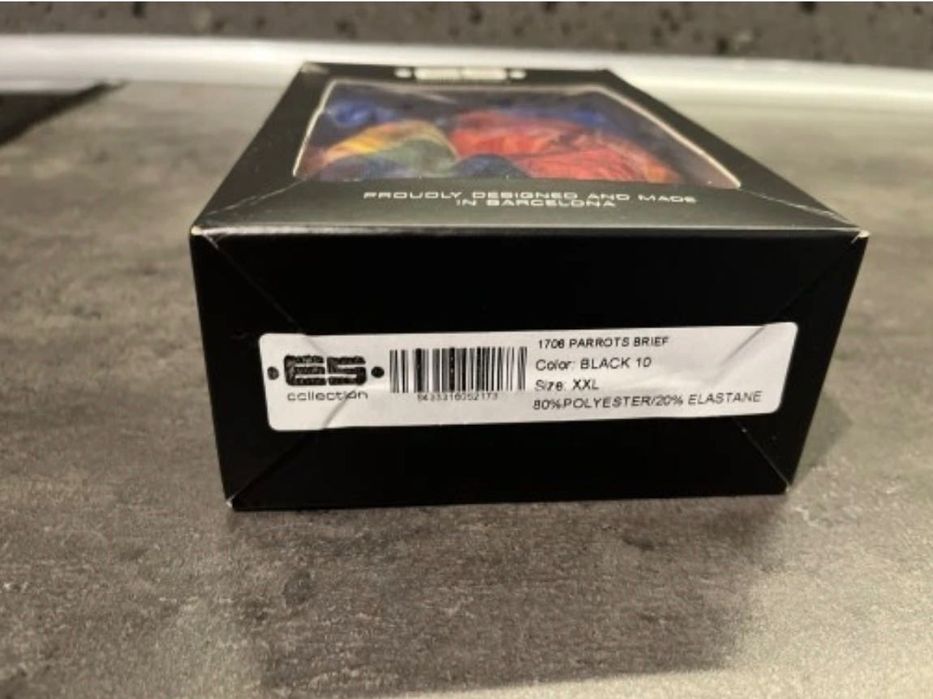 ES
PROUDLY DESIGNED AND MADE
IN BARCELONA
ES
collection
1706 PARROTS BRIEF
Color: BLACK 10
Size: XXL
80%POLYESTER/20% ELASTANE